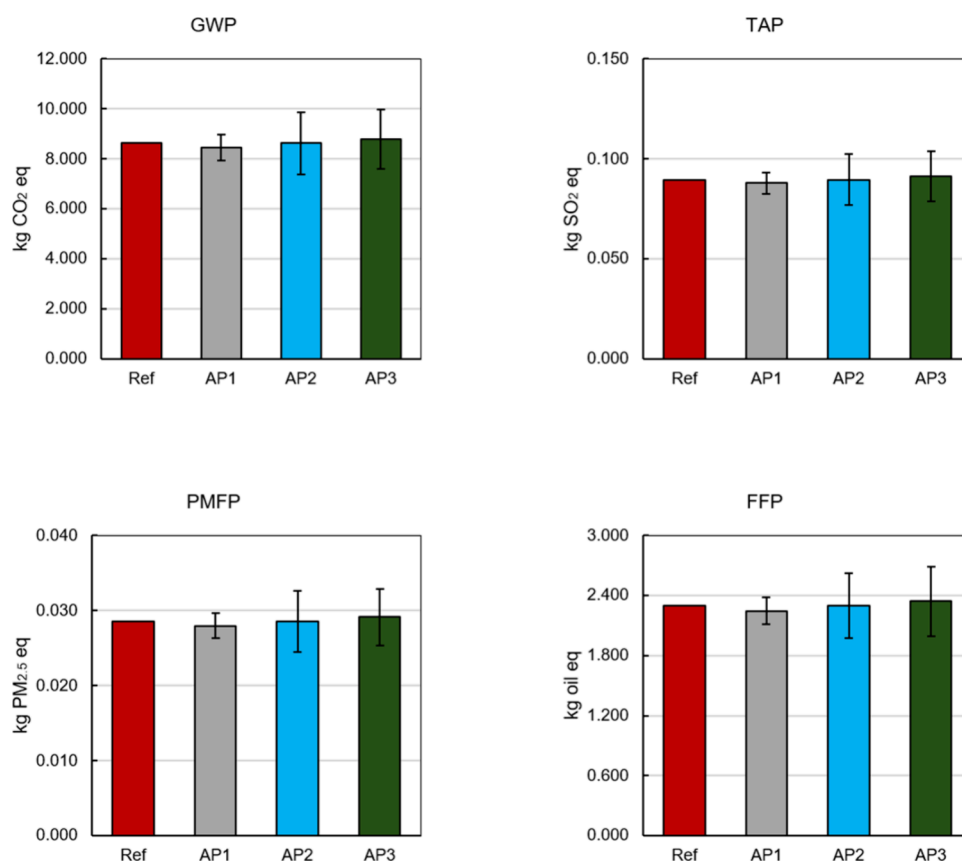 GWP
12.000
10.000
8.000
6.000
4.000
2.000
0.000
kg CO₂ eq
Ref AP1 AP2 AP3
TAP
0.150
0.100
0.050
0.000
kg SO₂ eq
Ref AP1 AP2 AP3
PMFP
0.040
0.030
0.020
0.010
0.000
kg PM₂.₅ eq
Ref AP1 AP2 AP3
FFP
3.000
2.400
1.800
1.200
0.600
0.000
kg oil eq
Ref AP1 AP2 AP3